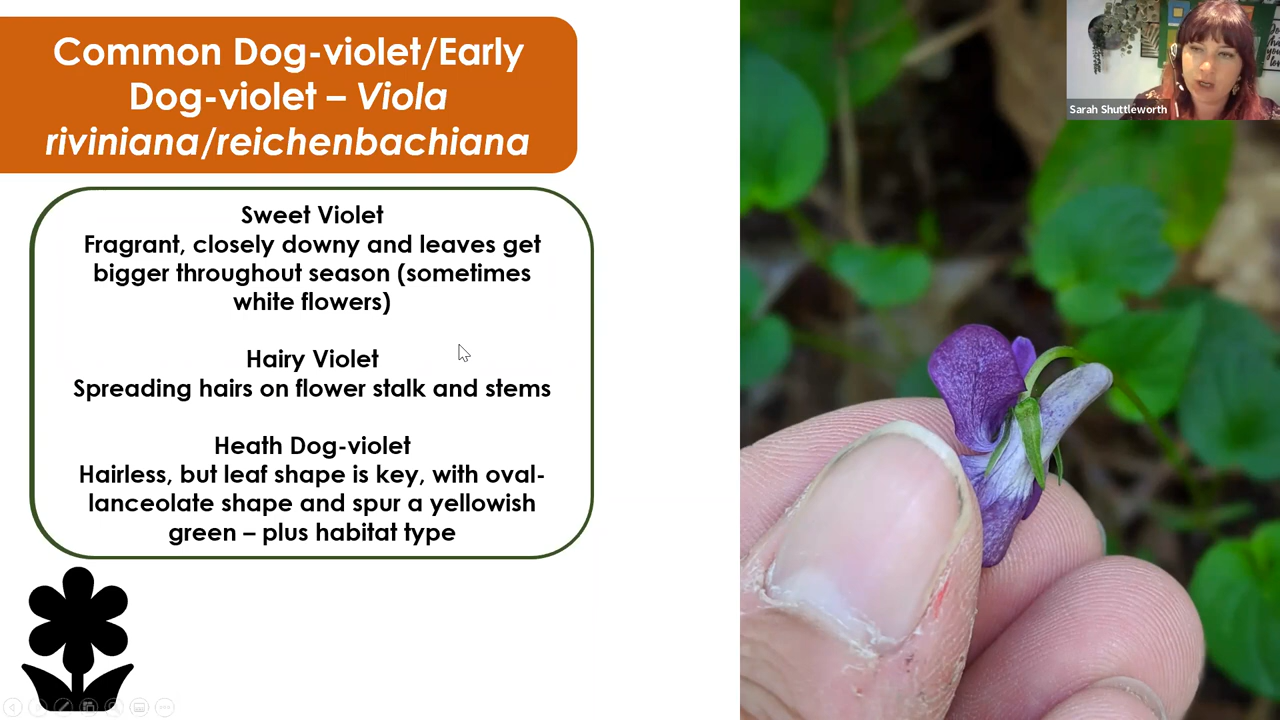 Common Dog-violet/Early
Dog-violet – Viola
riviniana/reichenbachiana
Sweet Violet
Fragrant, closely downy and leaves get
bigger throughout season (sometimes
white flowers)
Hairy Violet
Spreading hairs on flower stalk and stems
Heath Dog-violet
Hairless, but leaf shape is key, with oval-
lanceolate shape and spur a yellowish
green – plus habitat type
Sarah Shuttleworth